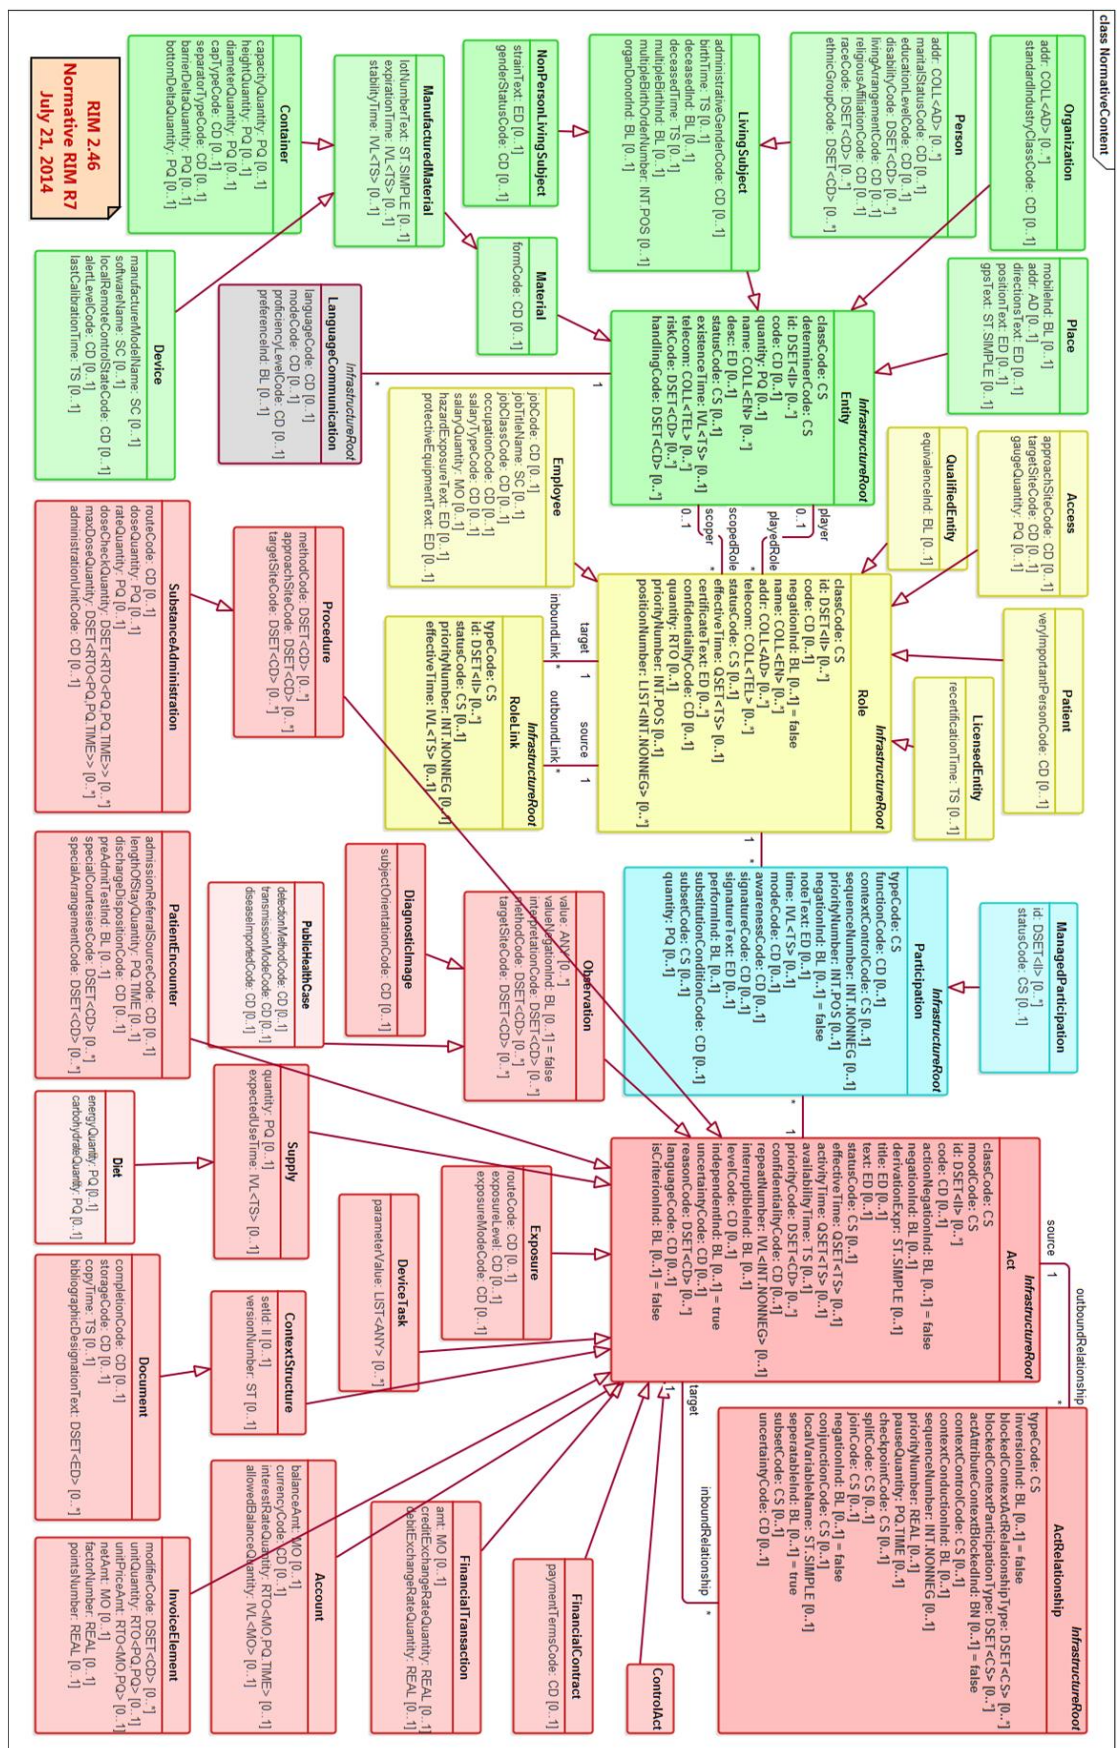 class NormativeContent
Organization
addr: COLL<AD> [0..*]
standardIndustryClassCode: CD [0..1]
Place
mobileInd: BL [0..1]
addr: AD [0..1]
directionsText: ED [0..1]
positionText: ED [0..1]
gpsText: ST.SIMPLE [0..1]
Person
addr: COLL<AD> [0..*]
maritalStatusCode: CD [0..1]
educationLevelCode: CD [0..1]
disabilityCode: DSET<CD> [0..*]
livingArrangementCode: CD [0..1]
religiousAffiliationCode: CD [0..1]
raceCode: DSET<CD> [0..*]
ethnicGroupCode: DSET<CD> [0..*]
LivingSubject
administrativeGenderCode: CD [0..1]
birthTime: TS [0..1]
deceasedInd: BL [0..1]
deceasedTime: TS [0..1]
multipleBirthInd: BL [0..1]
multipleBirthOrderNumber: INT.POS [0..1]
organDonorInd: BL [0..1]
NonPersonLivingSubject
strainText: ED [0..1]
genderStatusCode: CD [0..1]
Material
formCode: CD [0..1]
ManufacturedMaterial
lotNumberText: ST.SIMPLE [0..1]
expirationTime: IVL<TS> [0..1]
stabilityTime: IVL<TS> [0..1]
Container
capacityQuantity: PQ [0..1]
heightQuantity: PQ [0..1]
diameterQuantity: PQ [0..1]
capTypeCode: CD [0..1]
separatorTypeCode: CD [0..1]
barrierDeltaQuantity: PQ [0..1]
bottomDeltaQuantity: PQ [0..1]
Device
manufacturerModelName: SC [0..1]
softwareName: SC [0..1]
localRemoteControlStateCode: CD [0..1]
alertLevelCode: CD [0..1]
lastCalibrationTime: TS [0..1]
RIM 2.46
Normative RIM R7
July 21, 2014
InfrastructureRoot
Entity
classCode: CS
determinerCode: CS
id: DSET<II> [0..*]
code: CD [0..1]
quantity: PQ [0..1]
name: COLL<EN> [0..*]
desc: ED [0..1]
statusCode: CS [0..1]
existenceTime: IVL<TS> [0..1]
telecom: COLL<TEL> [0..*]
riskCode: DSET<CD> [0..*]
handlingCode: DSET<CD> [0..*]
1
*
InfrastructureRoot
LanguageCommunication
languageCode: CD [0..1]
modeCode: CD [0..1]
proficiencyLevelCode: CD [0..1]
preferenceInd: BL [0..1]
player
0..1
playedRole
*
scoper
0..1
scopedRole
*
Access
approachSiteCode: CD [0..1]
targetSiteCode: CD [0..1]
gaugeQuantity: PQ [0..1]
QualifiedEntity
equivalenceInd: BL [0..1]
Patient
veryImportantPersonCode: CD [0..1]
LicensedEntity
recertificationTime: TS [0..1]
Employee
jobCode: CD [0..1]
jobTitleName: SC [0..1]
jobClassCode: CD [0..1]
occupationCode: CD [0..1]
salaryTypeCode: CD [0..1]
salaryQuantity: MO [0..1]
hazardExposureText: ED [0..1]
protectiveEquipmentText: ED [0..1]
InfrastructureRoot
Role
classCode: CS
id: DSET<II> [0..*]
code: CD [0..1]
negationInd: BL [0..1] = false
name: COLL<EN> [0..*]
addr: COLL<AD> [0..*]
telecom: COLL<TEL> [0..*]
statusCode: CS [0..1]
effectiveTime: QSET<TS> [0..1]
certificateText: ED [0..*]
confidentialityCode: CD [0..1]
quantity: RTO [0..1]
priorityNumber: INT.POS [0..1]
positionNumber: LIST<INT.NONNEG> [0..*]
target
1
inboundLink
*
source
1
outboundLink
*
InfrastructureRoot
RoleLink
typeCode: CS
id: DSET<II> [0..*]
statusCode: CS [0..1]
priorityNumber: INT.NONNEG [0..1]
effectiveTime: IVL<TS> [0..1]
1
*
ManagedParticipation
id: DSET<II> [0..*]
statusCode: CS [0..1]
InfrastructureRoot
Participation
typeCode: CS
functionCode: CD [0..1]
contextControlCode: CS [0..1]
sequenceNumber: INT.NONNEG [0..1]
priorityNumber: INT.POS [0..1]
negationInd: BL [0..1] = false
noteText: ED [0..1]
time: IVL<TS> [0..1]
modeCode: CD [0..1]
awarenessCode: CD [0..1]
signatureCode: CD [0..1]
signatureText: ED [0..1]
performInd: BL [0..1]
substitutionConditionCode: CD [0..1]
subsetCode: CS [0..1]
quantity: PQ [0..1]
*
1
Procedure
methodCode: DSET<CD> [0..*]
approachSiteCode: DSET<CD> [0..*]
targetSiteCode: DSET<CD> [0..*]
SubstanceAdministration
routeCode: CD [0..1]
doseQuantity: PQ [0..1]
rateQuantity: PQ [0..1]
doseCheckQuantity: DSET<RTO<PQ,PQ.TIME>> [0..*]
maxDoseQuantity: DSET<RTO<PQ,PQ.TIME>> [0..*]
administrationUnitCode: CD [0..1]
Observation
value: ANY [0..*]
valueNegationInd: BL [0..1] = false
interpretationCode: DSET<CD> [0..*]
methodCode: DSET<CD> [0..*]
targetSiteCode: DSET<CD> [0..*]
DiagnosticImage
subjectOrientationCode: CD [0..1]
PublicHealthCase
detectionMethodCode: CD [0..1]
transmissionModeCode: CD [0..1]
diseaseImportedCode: CD [0..1]
PatientEncounter
admissionReferralSourceCode: CD [0..1]
lengthOfStayQuantity: PQ.TIME [0..1]
dischargeDispositionCode: CD [0..1]
preAdmitTestInd: BL [0..1]
specialCourtesiesCode: DSET<CD> [0..*]
specialArrangementCode: DSET<CD> [0..*]
InfrastructureRoot
Act
classCode: CS
moodCode: CS
id: DSET<II> [0..*]
code: CD [0..1]
actionNegationInd: BL [0..1] = false
negationInd: BL [0..1]
derivationExpr: ST.SIMPLE [0..1]
title: ED [0..1]
text: ED [0..1]
statusCode: CS [0..1]
effectiveTime: QSET<TS> [0..1]
activityTime: QSET<TS> [0..1]
availabilityTime: TS [0..1]
priorityCode: DSET<CD> [0..*]
confidentialityCode: CD [0..1]
repeatNumber: IVL<INT.NONNEG> [0..1]
interruptibleInd: BL [0..1]
levelCode: CD [0..1]
independentInd: BL [0..1] = true
uncertaintyCode: CD [0..1]
reasonCode: DSET<CD> [0..*]
languageCode: CD [0..1]
isCriterionInd: BL [0..1] = false
source
1
outboundRelationship
*
target
1
inboundRelationship
*
InfrastructureRoot
ActRelationship
typeCode: CS
inversionInd: BL [0..1] = false
blockedContextActRelationshipType: DSET<CS> [0..*]
blockedContextParticipationType: DSET<CS> [0..*]
actAttributeContextBlockedInd: BN [0..1] = false
contextControlCode: CS [0..1]
contextConductionInd: BL [0..1]
sequenceNumber: INT.NONNEG [0..1]
priorityNumber: REAL [0..1]
pauseQuantity: PQ.TIME [0..1]
checkpointCode: CS [0..1]
splitCode: CS [0..1]
joinCode: CS [0..1]
negationInd: BL [0..1] = false
conjunctionCode: CS [0..1]
localVariableName: ST.SIMPLE [0..1]
seperatableInd: BL [0..1] = true
subsetCode: CS [0..1]
uncertaintyCode: CD [0..1]
Supply
quantity: PQ [0..1]
expectedUseTime: IVL<TS> [0..1]
Diet
energyQuantity: PQ [0..1]
carbohydrateQuantity: PQ [0..1]
Exposure
routeCode: CD [0..1]
exposureLevel: CD [0..1]
exposureModeCode: CD [0..1]
DeviceTask
parameterValue: LIST<ANY> [0..*]
ContextStructure
setId: II [0..1]
versionNumber: ST [0..1]
Document
completionCode: CD [0..1]
storageCode: CD [0..1]
copyTime: TS [0..1]
bibliographicDesignationText: DSET<ED> [0..*]
ControlAct
FinancialContract
paymentTermsCode: CD [0..1]
FinancialTransaction
amt: MO [0..1]
creditExchangeRateQuantity: REAL [0..1]
debitExchangeRateQuantity: REAL [0..1]
Account
balanceAmt: MO [0..1]
currencyCode: CD [0..1]
interestRateQuantity: RTO<MO,PQ.TIME> [0..1]
allowedBalanceQuantity: IVL<MO> [0..1]
InvoiceElement
modifierCode: DSET<CD> [0..*]
unitQuantity: RTO<PQ,PQ> [0..1]
unitPriceAmt: RTO<MO,PQ> [0..1]
netAmt: MO [0..1]
factorNumber: REAL [0..1]
pointsNumber: REAL [0..1]